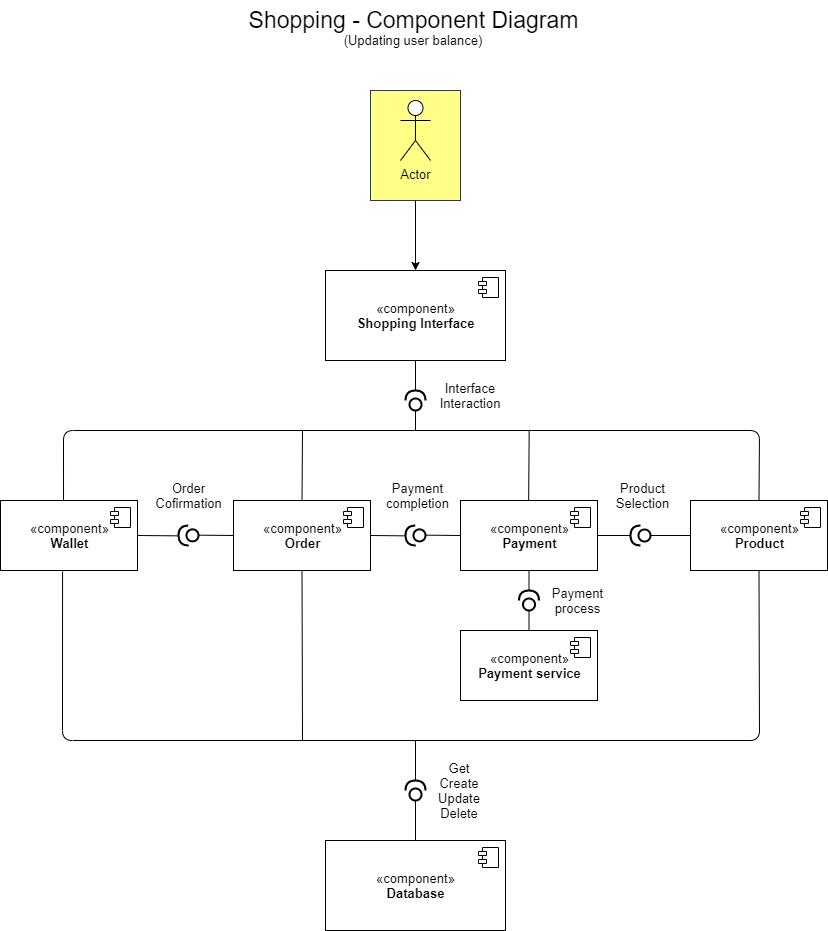 Shopping - Component Diagram
(Updating user balance)
Actor
«component»
Shopping Interface
Interface
Interaction
Order
Cofirmation
Payment
completion
Product
Selection
«component»
Wallet
«component»
Order
«component»
Payment
«component»
Product
Payment
process
«component»
Payment service
Get
Create
Update
Delete
«component»
Database